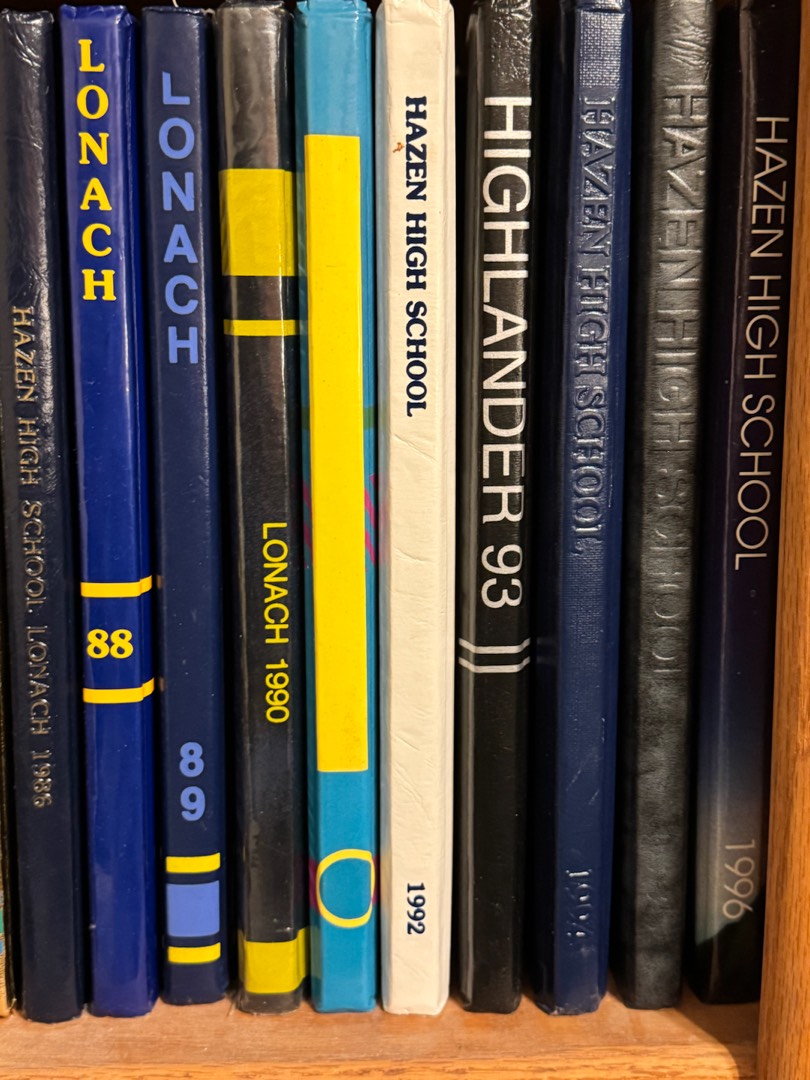 HAZEN HIGH SCHOOL LONACH 1986
LONACH
88
LONACH
89
LONACH 1990
HAZEN HIGH SCHOOL
1992
HIGHLANDER 93
HAZEN HIGH SCHOOL
1994
HAZEN HIGH SCHOOL
HAZEN HIGH SCHOOL
1996